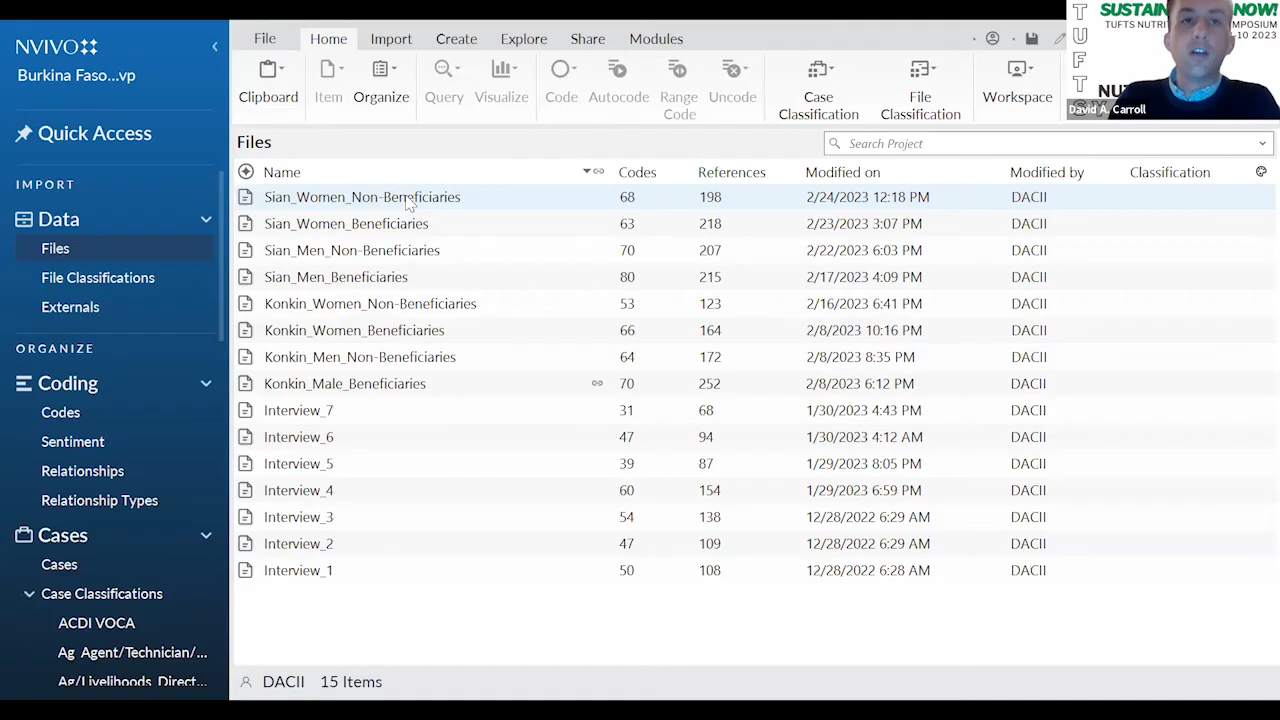 NVIVO
Burkina Faso...vp
Quick Access
IMPORT
Data
Files
File Classifications
Externals
ORGANIZE
Coding
Codes
Sentiment
Relationships
Relationship Types
Cases
Cases
Case Classifications
ACDI VOCA
Ag Agent/Technician/...
Ag/Livelihoods Direct...
File Home Import Create Explore Share Modules
Clipboard Item Organize Query Visualize Code Autocode Range Code Uncode Case Classification File Classification Workspace
Files
Search Project
Name Codes References Modified on Modified by Classification
Sian_Women_Non-Beneficiaries 68 198 2/24/2023 12:18 PM DACII
Sian_Women_Beneficiaries 63 218 2/23/2023 3:07 PM DACII
Sian_Men_Non-Beneficiaries 70 207 2/22/2023 6:03 PM DACII
Sian_Men_Beneficiaries 80 215 2/17/2023 4:09 PM DACII
Konkin_Women_Non-Beneficiaries 53 123 2/16/2023 6:41 PM DACII
Konkin_Women_Beneficiaries 66 164 2/8/2023 10:16 PM DACII
Konkin_Men_Non-Beneficiaries 64 172 2/8/2023 8:35 PM DACII
Konkin_Male_Beneficiaries 70 252 2/8/2023 6:12 PM DACII
Interview_7 31 68 1/30/2023 4:43 PM DACII
Interview_6 47 94 1/30/2023 4:12 AM DACII
Interview_5 39 87 1/29/2023 8:05 PM DACII
Interview_4 60 154 1/29/2023 6:59 PM DACII
Interview_3 54 138 12/28/2022 6:29 AM DACII
Interview_2 47 109 12/28/2022 6:29 AM DACII
Interview_1 50 108 12/28/2022 6:28 AM DACII
DACII 15 Items
SUSTAIN NOW!
TUFTS NUTRI MPOSIUM
-10 2023
TUFTS
NU
David A. Carroll